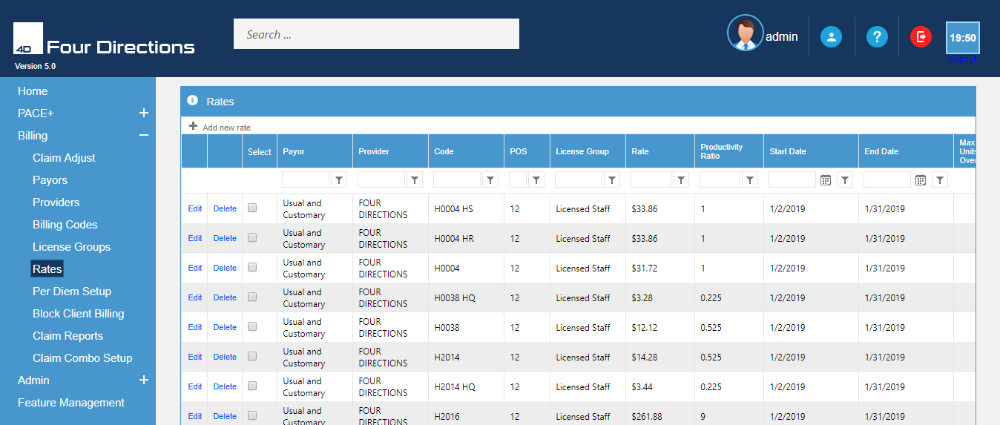 4D Four Directions
Version 5.0
Search ...
admin
?
19:50
Home
PACE+
Billing
Claim Adjust
Payors
Providers
Billing Codes
License Groups
Rates
Per Diem Setup
Block Client Billing
Claim Reports
Claim Combo Setup
Admin
Feature Management
Rates
Add new rate
Select Payor Provider Code POS License Group Rate Productivity Ratio Start Date End Date Max Units Over
Edit Delete Usual and Customary FOUR DIRECTIONS H0004 HS 12 Licensed Staff $33.86 1 1/2/2019 1/31/2019
Edit Delete Usual and Customary FOUR DIRECTIONS H0004 HR 12 Licensed Staff $33.86 1 1/2/2019 1/31/2019
Edit Delete Usual and Customary FOUR DIRECTIONS H0004 12 Licensed Staff $31.72 1 1/2/2019 1/31/2019
Edit Delete Usual and Customary FOUR DIRECTIONS H0038 HQ 12 Licensed Staff $3.28 0.225 1/2/2019 1/31/2019
Edit Delete Usual and Customary FOUR DIRECTIONS H0038 12 Licensed Staff $12.12 0.525 1/2/2019 1/31/2019
Edit Delete Usual and Customary FOUR DIRECTIONS H2014 12 Licensed Staff $14.28 0.525 1/2/2019 1/31/2019
Edit Delete Usual and Customary FOUR DIRECTIONS H2014 HQ 12 Licensed Staff $3.44 0.225 1/2/2019 1/31/2019
Edit Delete Usual and Customary FOUR DIRECTIONS H2016 12 Licensed Staff $261.88 9 1/2/2019 1/31/2019